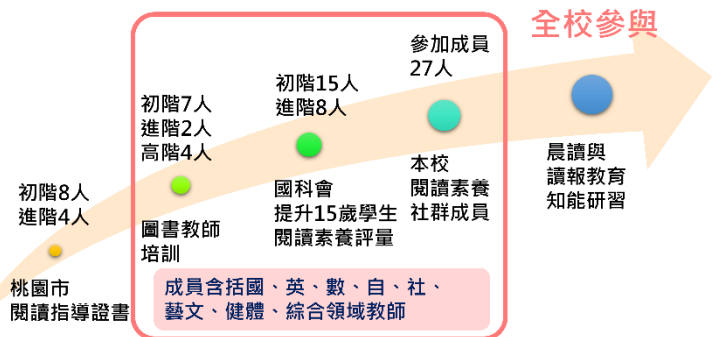 全校參與
初階8人
進階4人
桃園市
閱讀指導證書
初階7人
進階2人
高階4人
圖書教師
培訓
初階15人
進階8人
國科會
提升15歲學生
閱讀素養評量
參加成員
27人
本校
閱讀素養
社群成員
晨讀與
讀報教育
知能研習
成員含括國、英、數、自、社、
藝文、健體、綜合領域教師